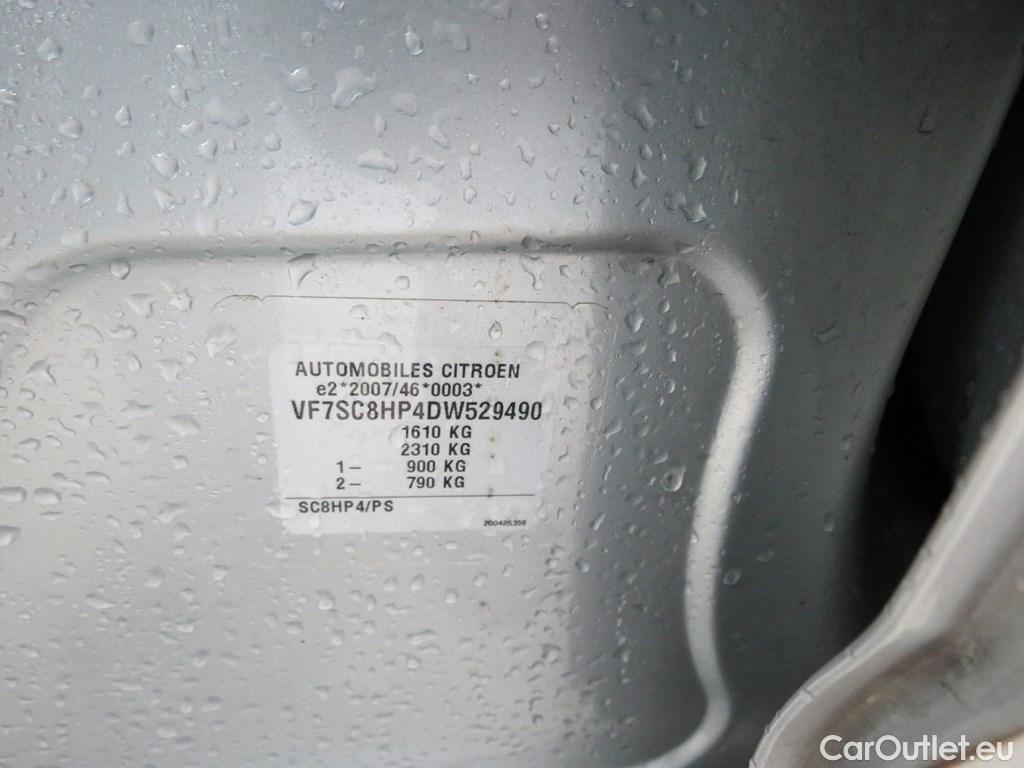 AUTOMOBILES CITROEN
e2*2007/46*0003*
VF7SC8HP4DW529490
1610 KG
2310 KG
1- 900 KG
2- 790 KG
SC8HP4/PS
200425356
CarOutlet.eu